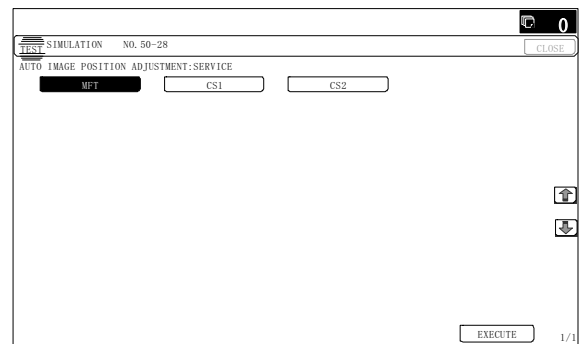 0
TEST SIMULATION NO. 50-28 CLOSE
AUTO IMAGE POSITION ADJUSTMENT:SERVICE
MFT CS1 CS2
EXECUTE 1/1